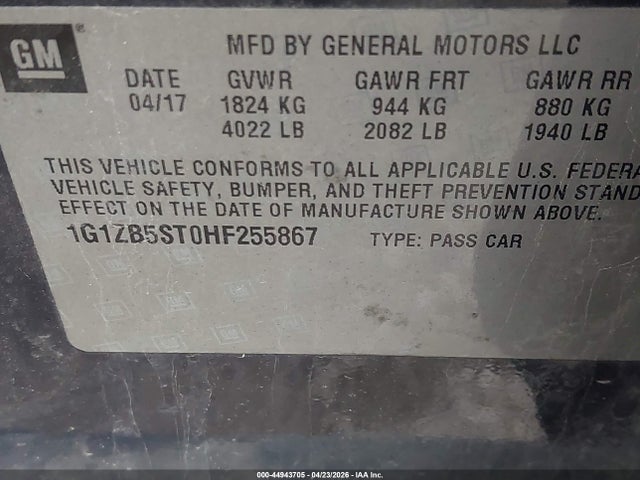 GM ®
MFD BY GENERAL MOTORS LLC
DATE GVWR GAWR FRT GAWR RR
04/17 1824 KG 944 KG 880 KG
4022 LB 2082 LB 1940 LB
THIS VEHICLE CONFORMS TO ALL APPLICABLE U.S. FEDERA
VEHICLE SAFETY, BUMPER, AND THEFT PREVENTION STAND
EFFECT ON THE DATE OF MANUFACTURE SHOWN ABOVE.
1G1ZB5ST0HF255867 TYPE: PASS CAR
000-44943705 - 04/23/2026 - IAA Inc.